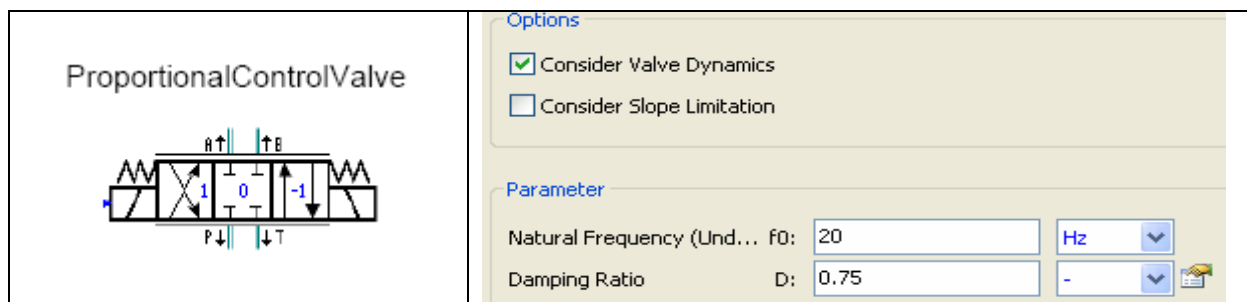 ProportionalControlValve
A B
1 0 -1
P T
Options
Consider Valve Dynamics
Consider Slope Limitation
Parameter
Natural Frequency (Und... f0: 20 Hz
Damping Ratio D: 0.75 -